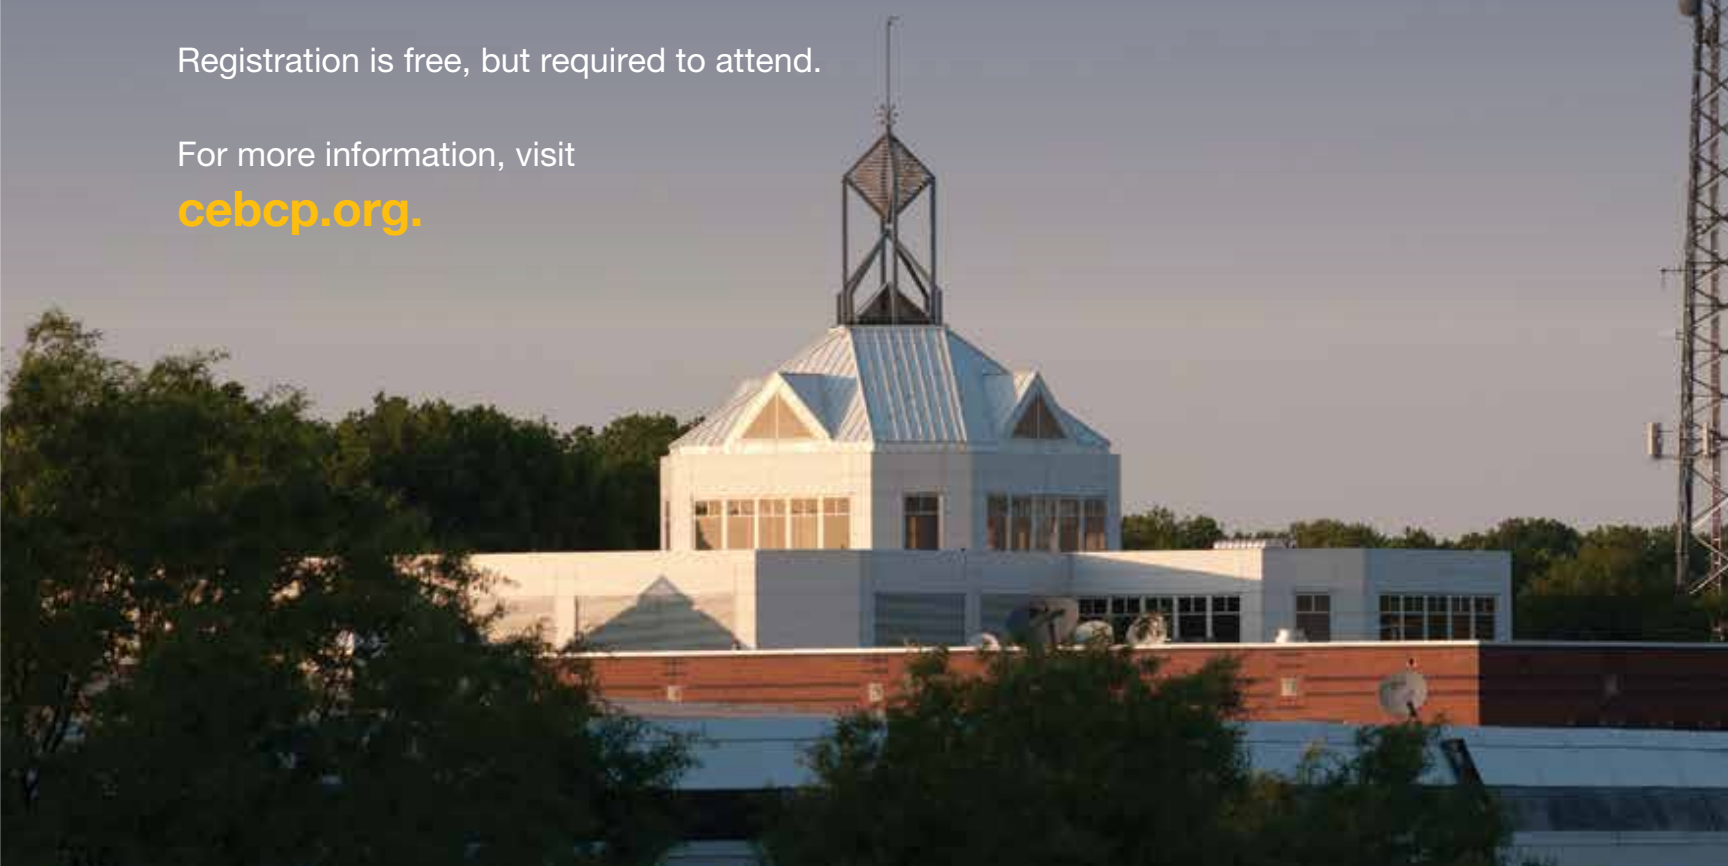 Registration is free, but required to attend.
For more information, visit
cebcp.org.